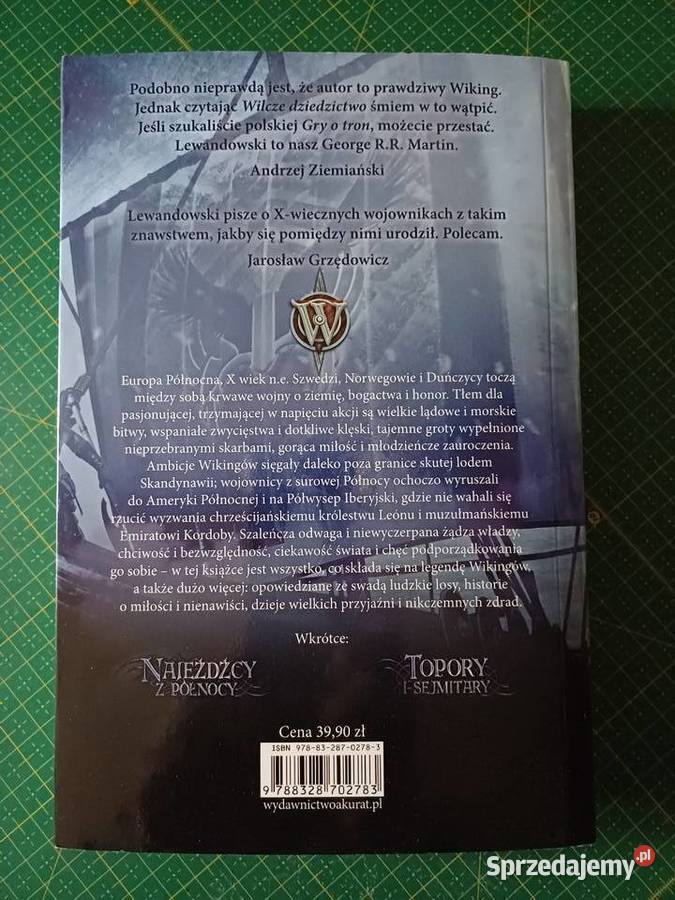 Podobno nieprawdą jest, że autor to prawdziwy Wiking.
Jednak czytając Wilcze dziedzictwo śmiem w to wątpić.
Jeśli szukaliście polskiej Gry o tron, możecie przestać.
Lewandowski to nasz George R.R. Martin.
Andrzej Ziemiański
Lewandowski pisze o X-wiecznych wojownikach z takim
znawstwem, jakby się pomiędzy nimi urodził. Polecam.
Jarosław Grzędowicz
W
Europa Północna, X wiek n.e. Szwedzi, Norwegowie i Duńczycy toczą
między sobą krwawe wojny o ziemię, bogactwa i honor. Tłem dla
pasjonującej, trzymającej w napięciu akcji są wielkie lądowe i morskie
bitwy, wspaniałe zwycięstwa i dotkliwe klęski, tajemne groty wypełnione
nieprzebranymi skarbami, gorąca miłość i młodzieńcze zauroczenia.
Ambicje Wikingów sięgały daleko poza granice skutej lodem
Skandynawii; wojownicy z surowej Północy ochoczo wyruszali
do Ameryki Północnej i na Półwysep Iberyjski, gdzie nie wahali się
rzucić wyzwania chrześcijańskiemu królestwu Leónu i muzułmańskiemu
Emiratowi Kordoby. Szaleńcza odwaga i niewyczerpana żądza władzy,
chciwość i bezwzględność, ciekawość świata i chęć podporządkowania
go sobie – w tej książce jest wszystko, co składa się na legendę Wikingów,
a także dużo więcej: opowiedziane ze swadą ludzkie losy, historie
o miłości i nienawiści, dzieje wielkich przyjaźni i nikczemnych zdrad.
Wkrótce:
NAJEŹDŹCY
Z PÓŁNOCY
TOPORY
I SEJMITARY
Cena 39,90 zł
ISBN 978-83-287-0278-3
9 788328 702783
wydawnictwoakurat.pl
Sprzedajemy.pl